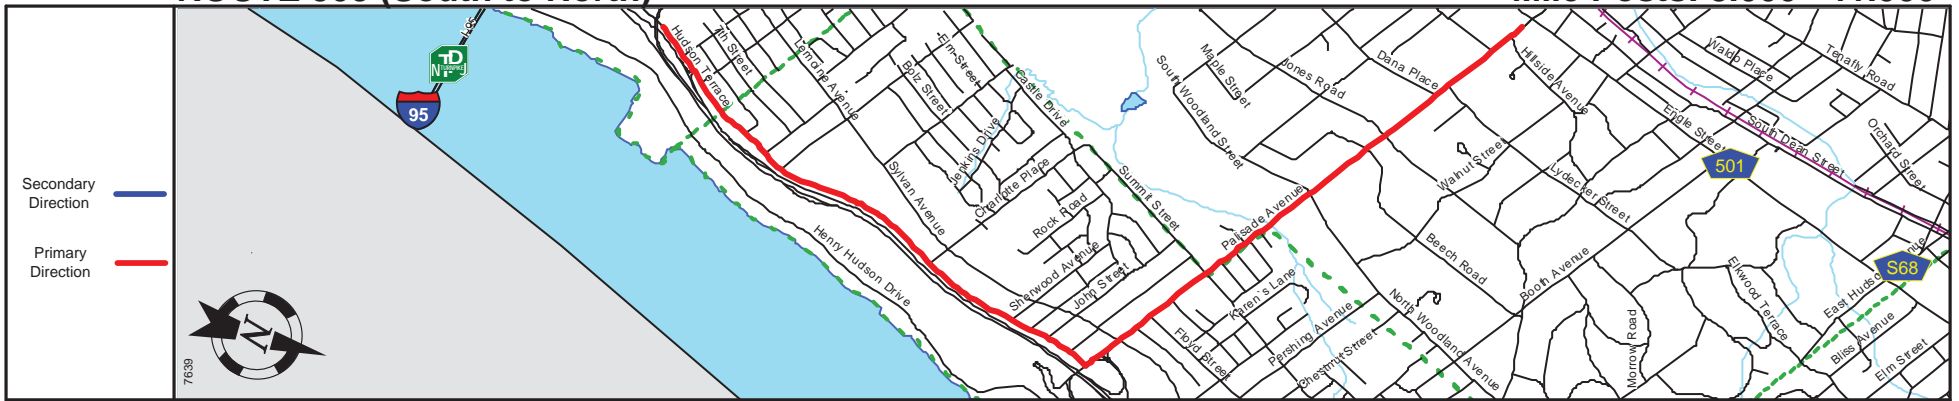 Secondary
Direction
Primary
Direction
7639
N
I-95
NJTP
TURNPIKE
95
Hudson Terrace
7th Street
Lemoine Avenue
Bolz Street
Elm Street
Castle Drive
Jenkins Drive
Charlotte Place
Sylvan Avenue
Rock Road
Sherwood Avenue
John Street
Henry Hudson Drive
Summit Street
South Woodland Street
Maple Street
Jones Road
Dana Place
Palisade Avenue
Karen's Lane
Floyd Street
Pershing Avenue
Chestnut Street
North Woodland Avenue
Beech Road
Booth Avenue
Walnut Street
Lydecker Street
Hillside Avenue
Engle Street
South Dean Street
Waldo Place
Tenafly Road
Orchard Street
501
S68
Elkwood Terrace
Morrow Road
Bliss Avenue
Elm Street